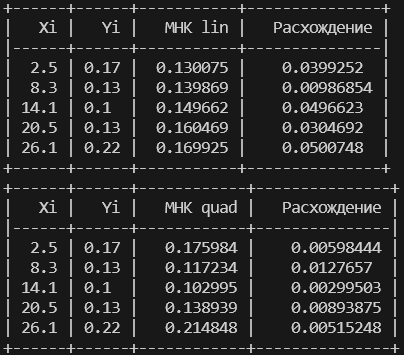 Xi | Yi | МНК lin | Расхождение
2.5 | 0.17 | 0.130075 | 0.0399252
8.3 | 0.13 | 0.139869 | 0.00986854
14.1 | 0.1 | 0.149662 | 0.0496623
20.5 | 0.13 | 0.160469 | 0.0304692
26.1 | 0.22 | 0.169925 | 0.0500748
Xi | Yi | МНК quad | Расхождение
2.5 | 0.17 | 0.175984 | 0.00598444
8.3 | 0.13 | 0.117234 | 0.0127657
14.1 | 0.1 | 0.102995 | 0.00299503
20.5 | 0.13 | 0.138939 | 0.00893875
26.1 | 0.22 | 0.214848 | 0.00515248